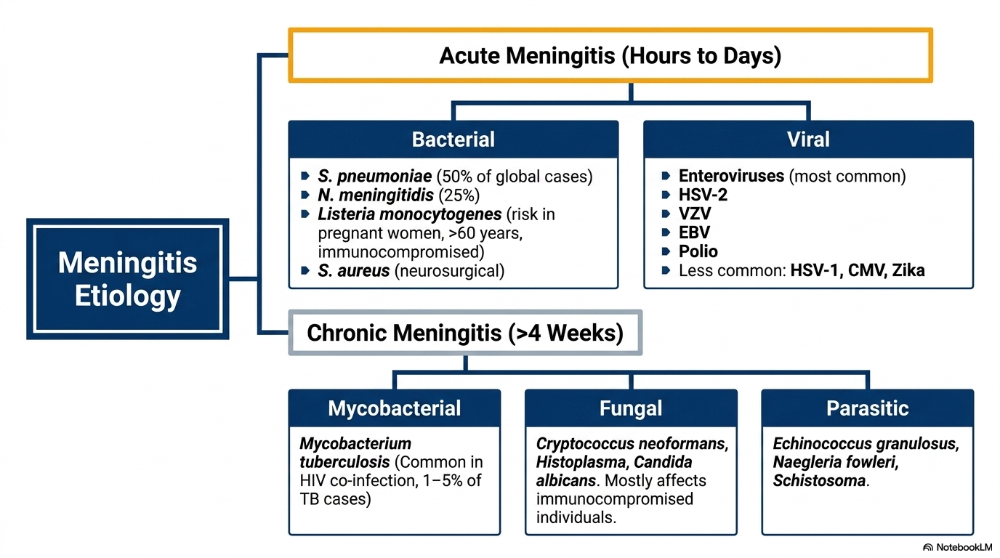 Meningitis
Etiology
Acute Meningitis (Hours to Days)
Bacterial
S. pneumoniae (50% of global cases)
N. meningitidis (25%)
Listeria monocytogenes (risk in
pregnant women, >60 years,
immunocompromised)
S. aureus (neurosurgical)
Viral
Enteroviruses (most common)
HSV-2
VZV
EBV
Polio
Less common: HSV-1, CMV, Zika
Chronic Meningitis (>4 Weeks)
Mycobacterial
Mycobacterium
tuberculosis (Common in
HIV co-infection, 1–5% of
TB cases)
Fungal
Cryptococcus neoformans,
Histoplasma, Candida
albicans. Mostly affects
immunocompromised
individuals.
Parasitic
Echinococcus granulosus,
Naegleria fowleri,
Schistosoma.
NotebookLM